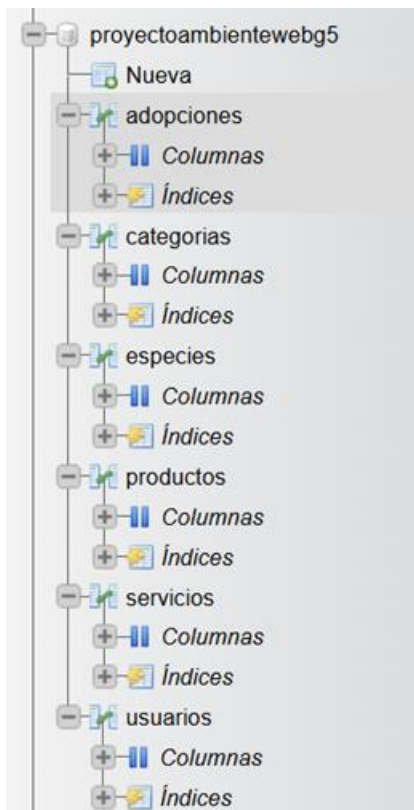 proyectoambientewebg5
Nueva
adopciones
Columnas
Índices
categorias
Columnas
Índices
especies
Columnas
Índices
productos
Columnas
Índices
servicios
Columnas
Índices
usuarios
Columnas
Índices